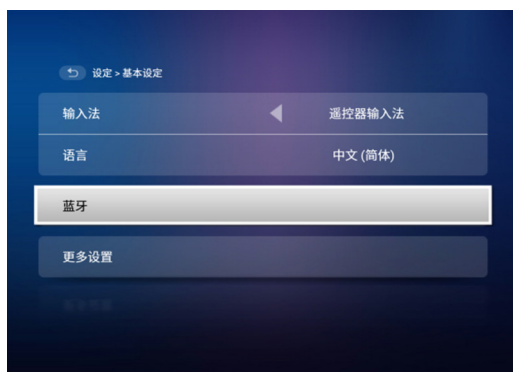 设定 > 基本设定
输入法 遥控器输入法
语言 中文 (简体)
蓝牙
更多设置